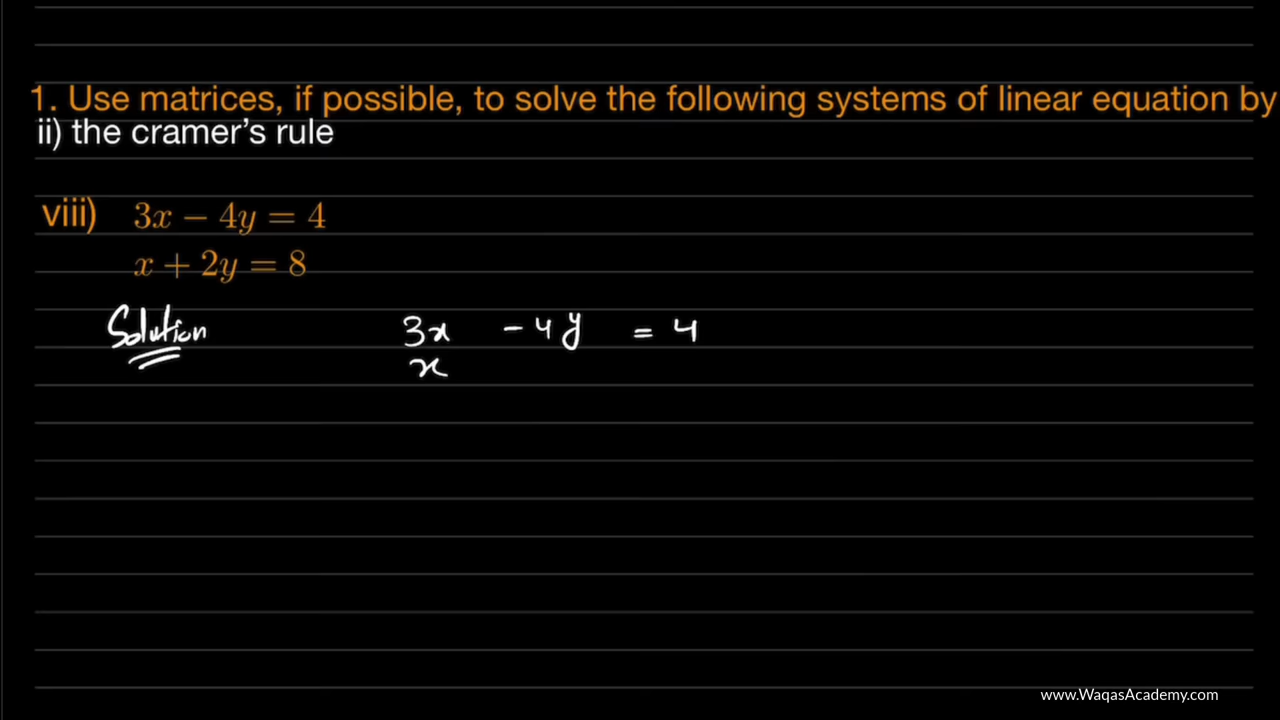 1. Use matrices, if possible, to solve the following systems of linear equation by
ii) the cramer's rule
viii) 3x − 4y = 4
x + 2y = 8
Solution 3x − 4y = 4
x
www.WaqasAcademy.com